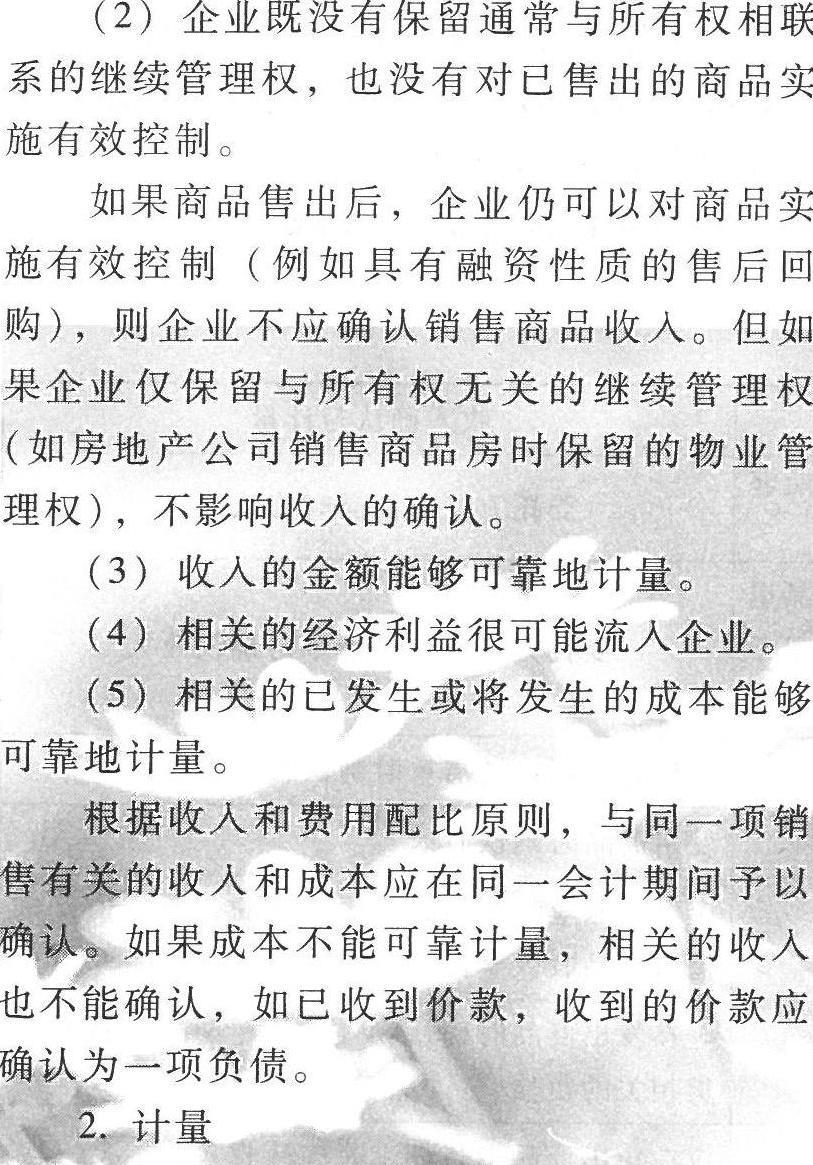 （2）企业既没有保留通常与所有权相联
系的继续管理权，也没有对已售出的商品实
施有效控制。
如果商品售出后，企业仍可以对商品实
施有效控制（例如具有融资性质的售后回
购），则企业不应确认销售商品收入。但如
果企业仅保留与所有权无关的继续管理权
（如房地产公司销售商品房时保留的物业管
理权），不影响收入的确认。
（3）收入的金额能够可靠地计量。
（4）相关的经济利益很可能流入企业。
（5）相关的已发生或将发生的成本能够
可靠地计量。
根据收入和费用配比原则，与同一项销
售有关的收入和成本应在同一会计期间予以
确认。如果成本不能可靠计量，相关的收入
也不能确认，如已收到价款，收到的价款应
确认为一项负债。
2. 计量